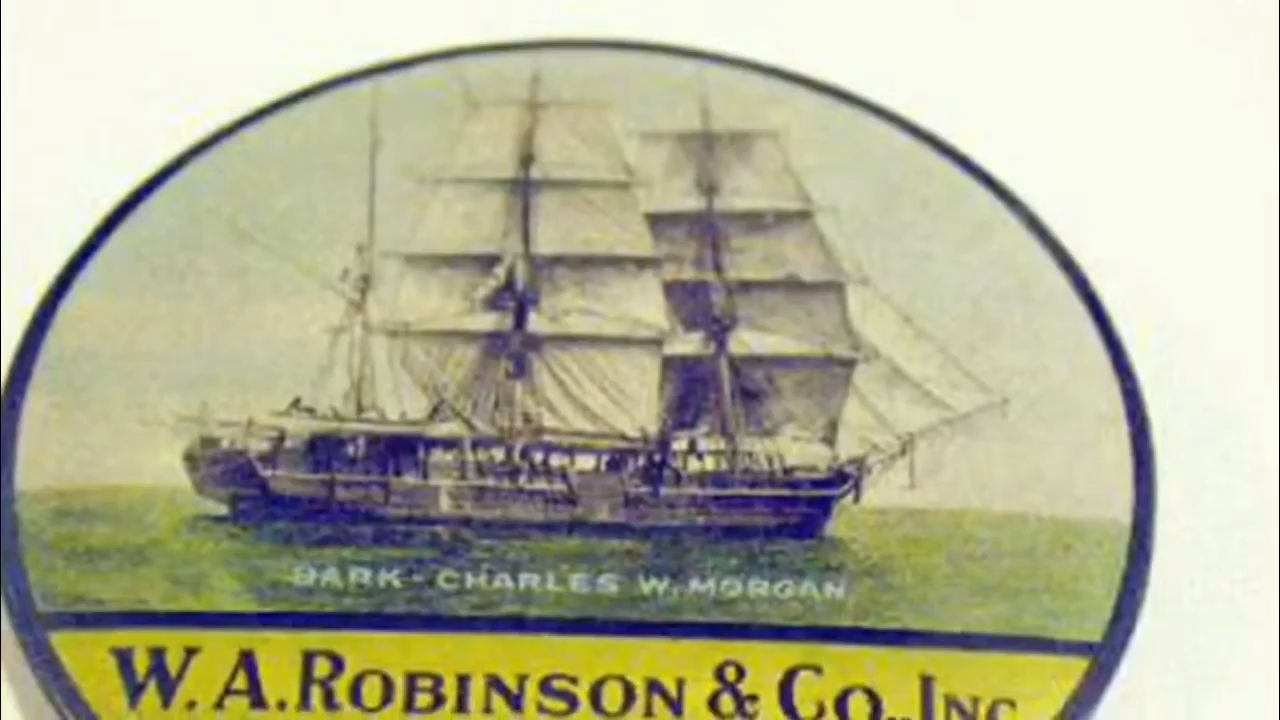 BARK - CHARLES W. MORGAN
W. A. ROBINSON & CO., INC.